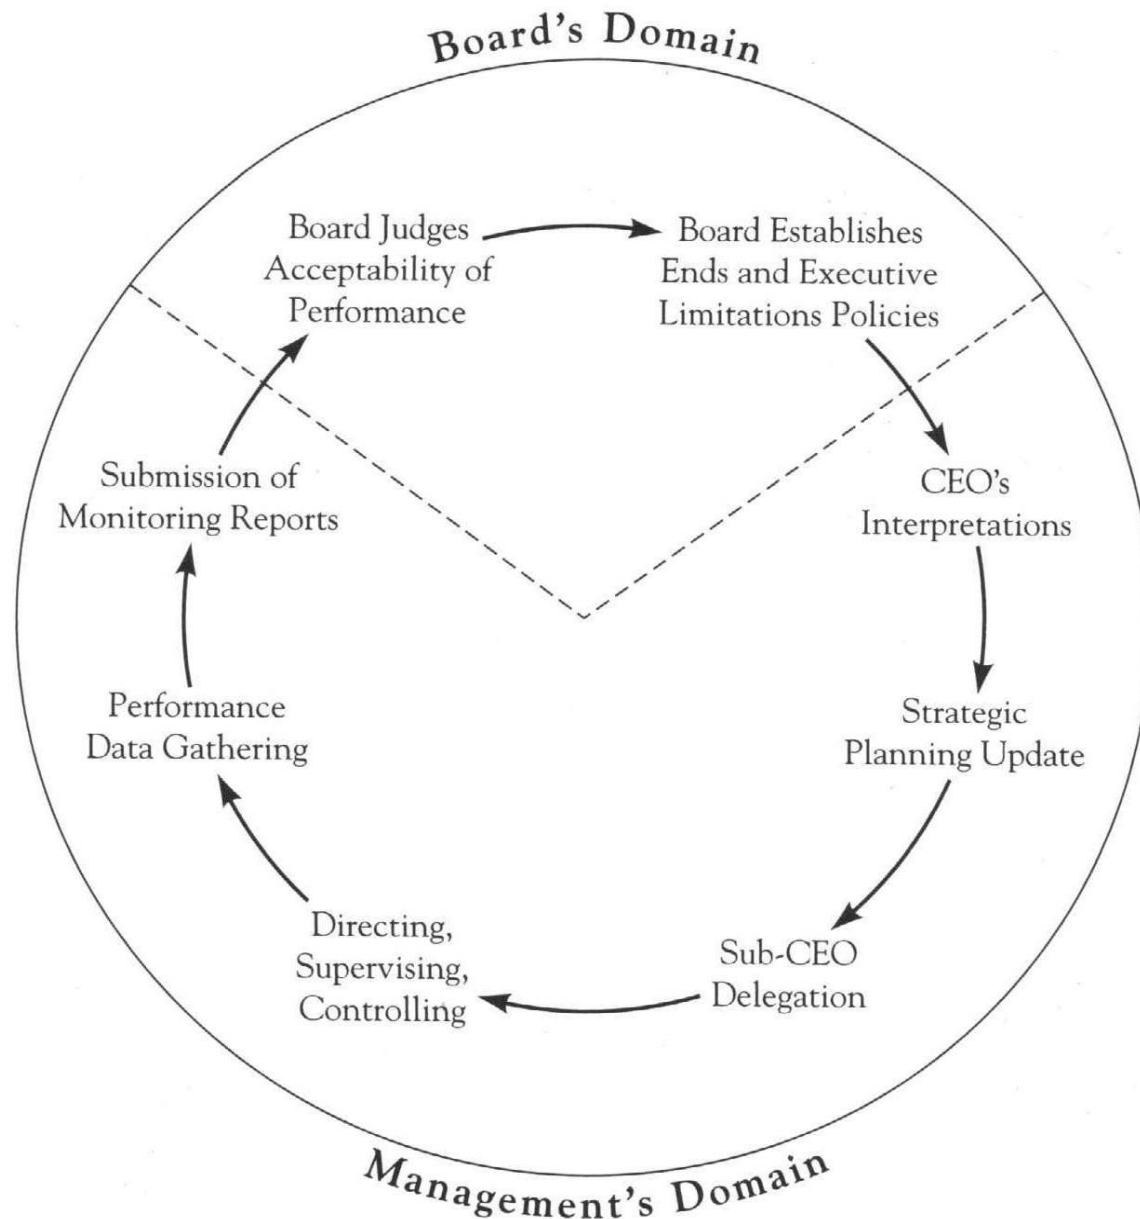 Board's Domain
Board Judges
Acceptability of
Performance
Board Establishes
Ends and Executive
Limitations Policies
CEO's
Interpretations
Strategic
Planning Update
Sub-CEO
Delegation
Directing,
Supervising,
Controlling
Performance
Data Gathering
Submission of
Monitoring Reports
Management's Domain